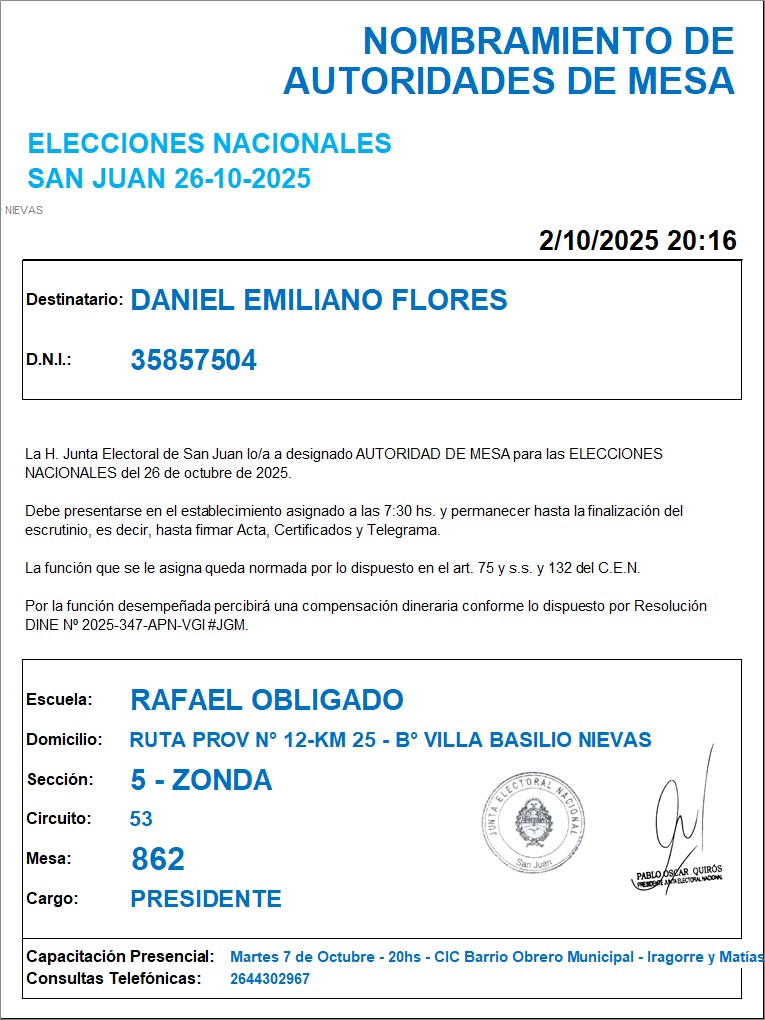 NOMBRAMIENTO DE
AUTORIDADES DE MESA
ELECCIONES NACIONALES
SAN JUAN 26-10-2025
NIEVAS
2/10/2025 20:16
Destinatario: DANIEL EMILIANO FLORES
D.N.I.: 35857504
La H. Junta Electoral de San Juan lo/a a designado AUTORIDAD DE MESA para las ELECCIONES
NACIONALES del 26 de octubre de 2025.
Debe presentarse en el establecimiento asignado a las 7:30 hs. y permanecer hasta la finalización del
escrutinio, es decir, hasta firmar Acta, Certificados y Telegrama.
La función que se le asigna queda normada por lo dispuesto en el art. 75 y s.s. y 132 del C.E.N.
Por la función desempeñada percibirá una compensación dineraria conforme lo dispuesto por Resolución
DINE Nº 2025-347-APN-VGI#JGM.
Escuela: RAFAEL OBLIGADO
Domicilio: RUTA PROV N° 12-KM 25 - B° VILLA BASILIO NIEVAS
Sección: 5 - ZONDA
Circuito: 53
Mesa: 862
Cargo: PRESIDENTE
JUNTA ELECTORAL NACIONAL
San Juan
PABLO OSCAR QUIRÓS
PRESIDENTE JUNTA ELECTORAL NACIONAL
Capacitación Presencial: Martes 7 de Octubre - 20hs - CIC Barrio Obrero Municipal - Iragorre y Matías
Consultas Telefónicas: 2644302967